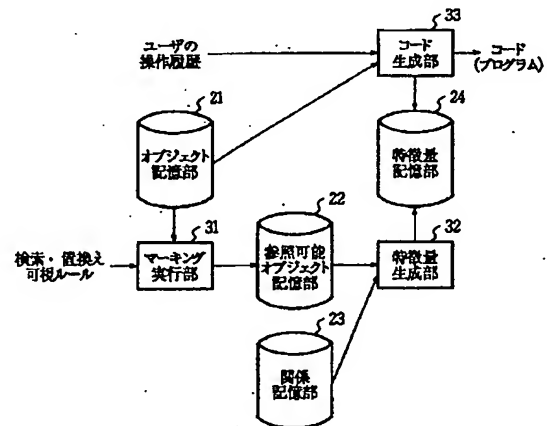 33
ユーザの
操作履歴
コード
生成部
コード
(プログラム)
21
24
オブジェクト
記憶部
特徴量
記憶部
22
31
32
検索・置換え
可視ルール
マーキング
実行部
参照可能
オブジェクト
記憶部
特徴量
生成部
23
関係
記憶部